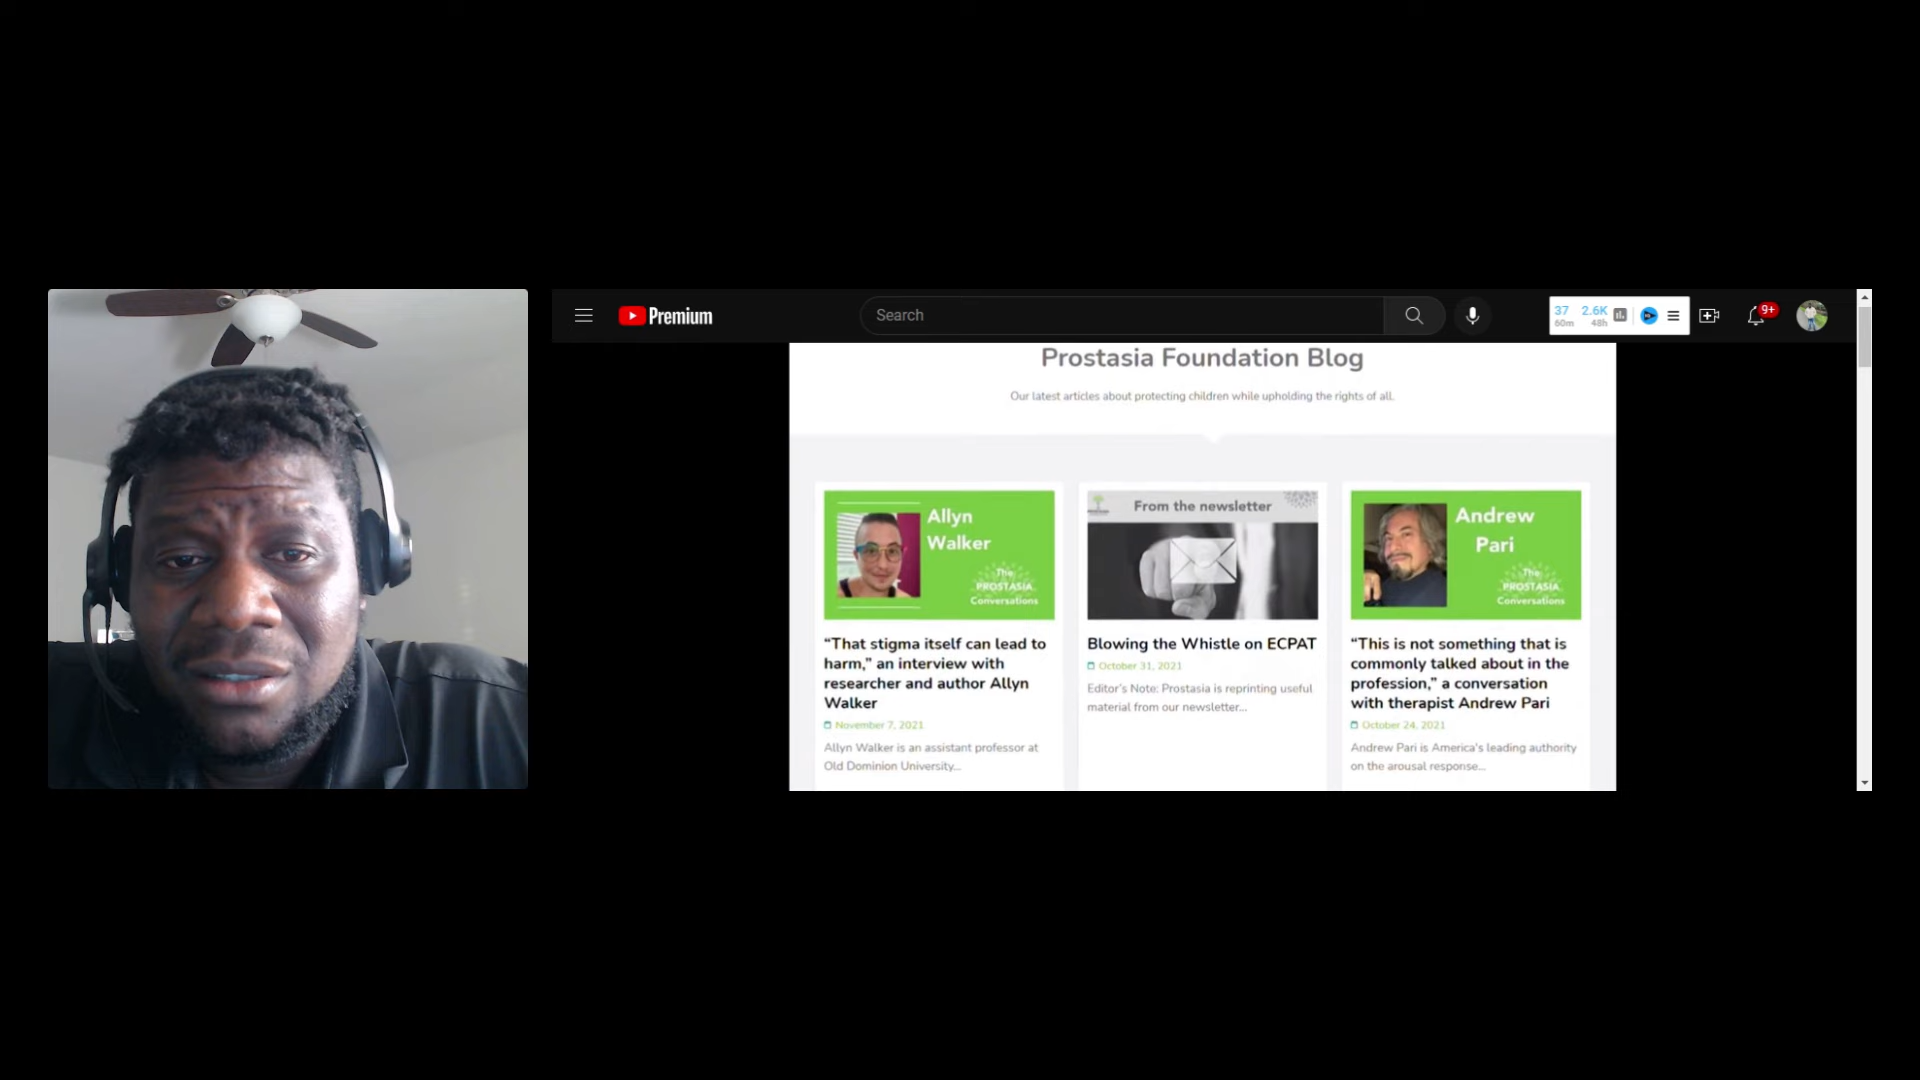 Premium
Search
37
60m
2.6K
48h
9+
Prostasia Foundation Blog
Our latest articles about protecting children while upholding the rights of all.
Allyn
Walker
The
PROSTASIA
Conversations
“That stigma itself can lead to
harm,” an interview with
researcher and author Allyn
Walker
November 7, 2021
Allyn Walker is an assistant professor at
Old Dominion University...
From the newsletter
Blowing the Whistle on ECPAT
October 31, 2021
Editor's Note: Prostasia is reprinting useful
material from our newsletter...
Andrew
Pari
The
PROSTASIA
Conversations
“This is not something that is
commonly talked about in the
profession,” a conversation
with therapist Andrew Pari
October 24, 2021
Andrew Pari is America's leading authority
on the arousal response...